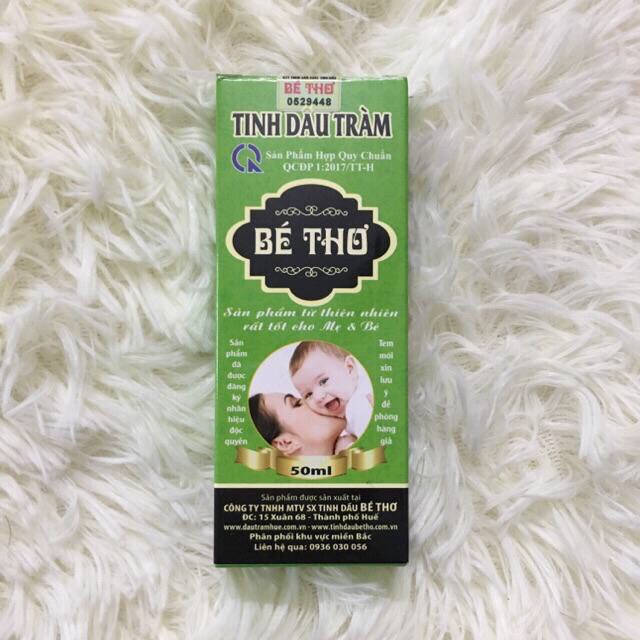 BÉ THƠ
0529448
TINH DẦU TRÀM
Sản Phẩm Hợp Quy Chuẩn
QCĐP 1:2017/TT-H
BÉ THƠ
Sản phẩm từ thiên nhiên
rất tốt cho Mẹ & Bé
Sản
phẩm
đã
được
đăng
ký
nhãn
hiệu
độc
quyền
Tem
mới
xin
lưu
ý
đề
phòng
hàng
giả
50ml
Sản phẩm được sản xuất tại
CÔNG TY TNHH MTV SX TINH DẦU BÉ THƠ
ĐC: 15 Xuân 68 - Thành phố Huế
www.dautramhue.com.vn - www.tinhdaubetho.com.vn
Phân phối khu vực miền Bắc
Liên hệ qua: 0936 030 056